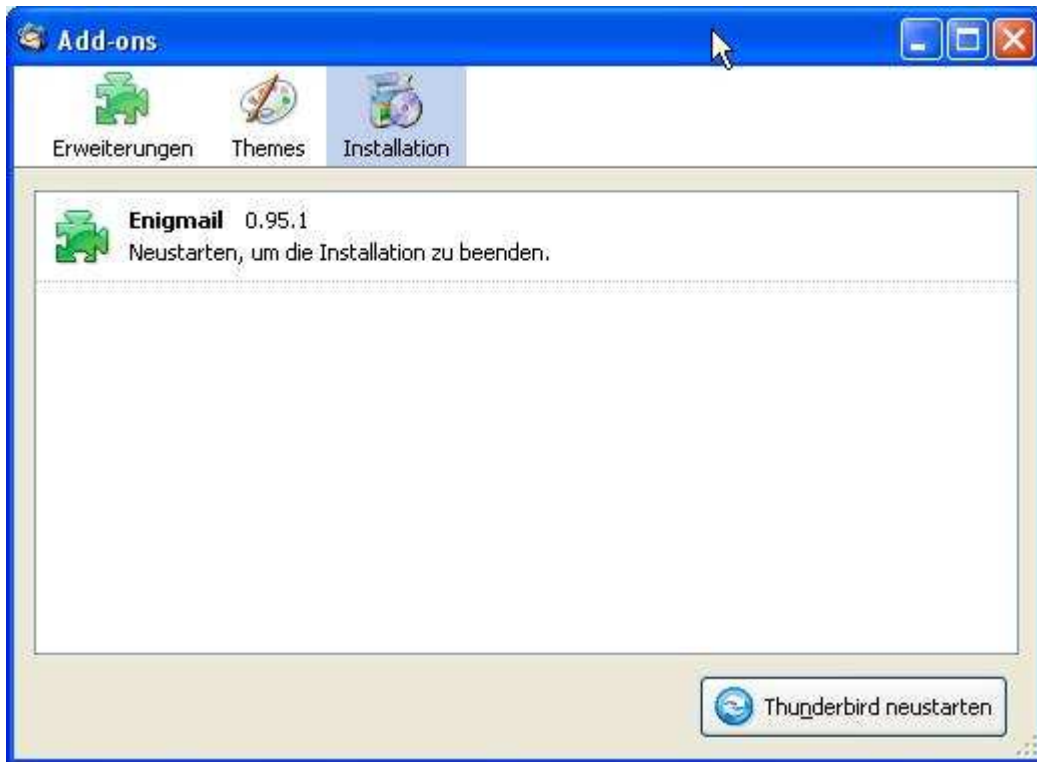 Add-ons
Erweiterungen Themes Installation
Enigmail 0.95.1
Neustarten, um die Installation zu beenden.
Thunderbird neustarten